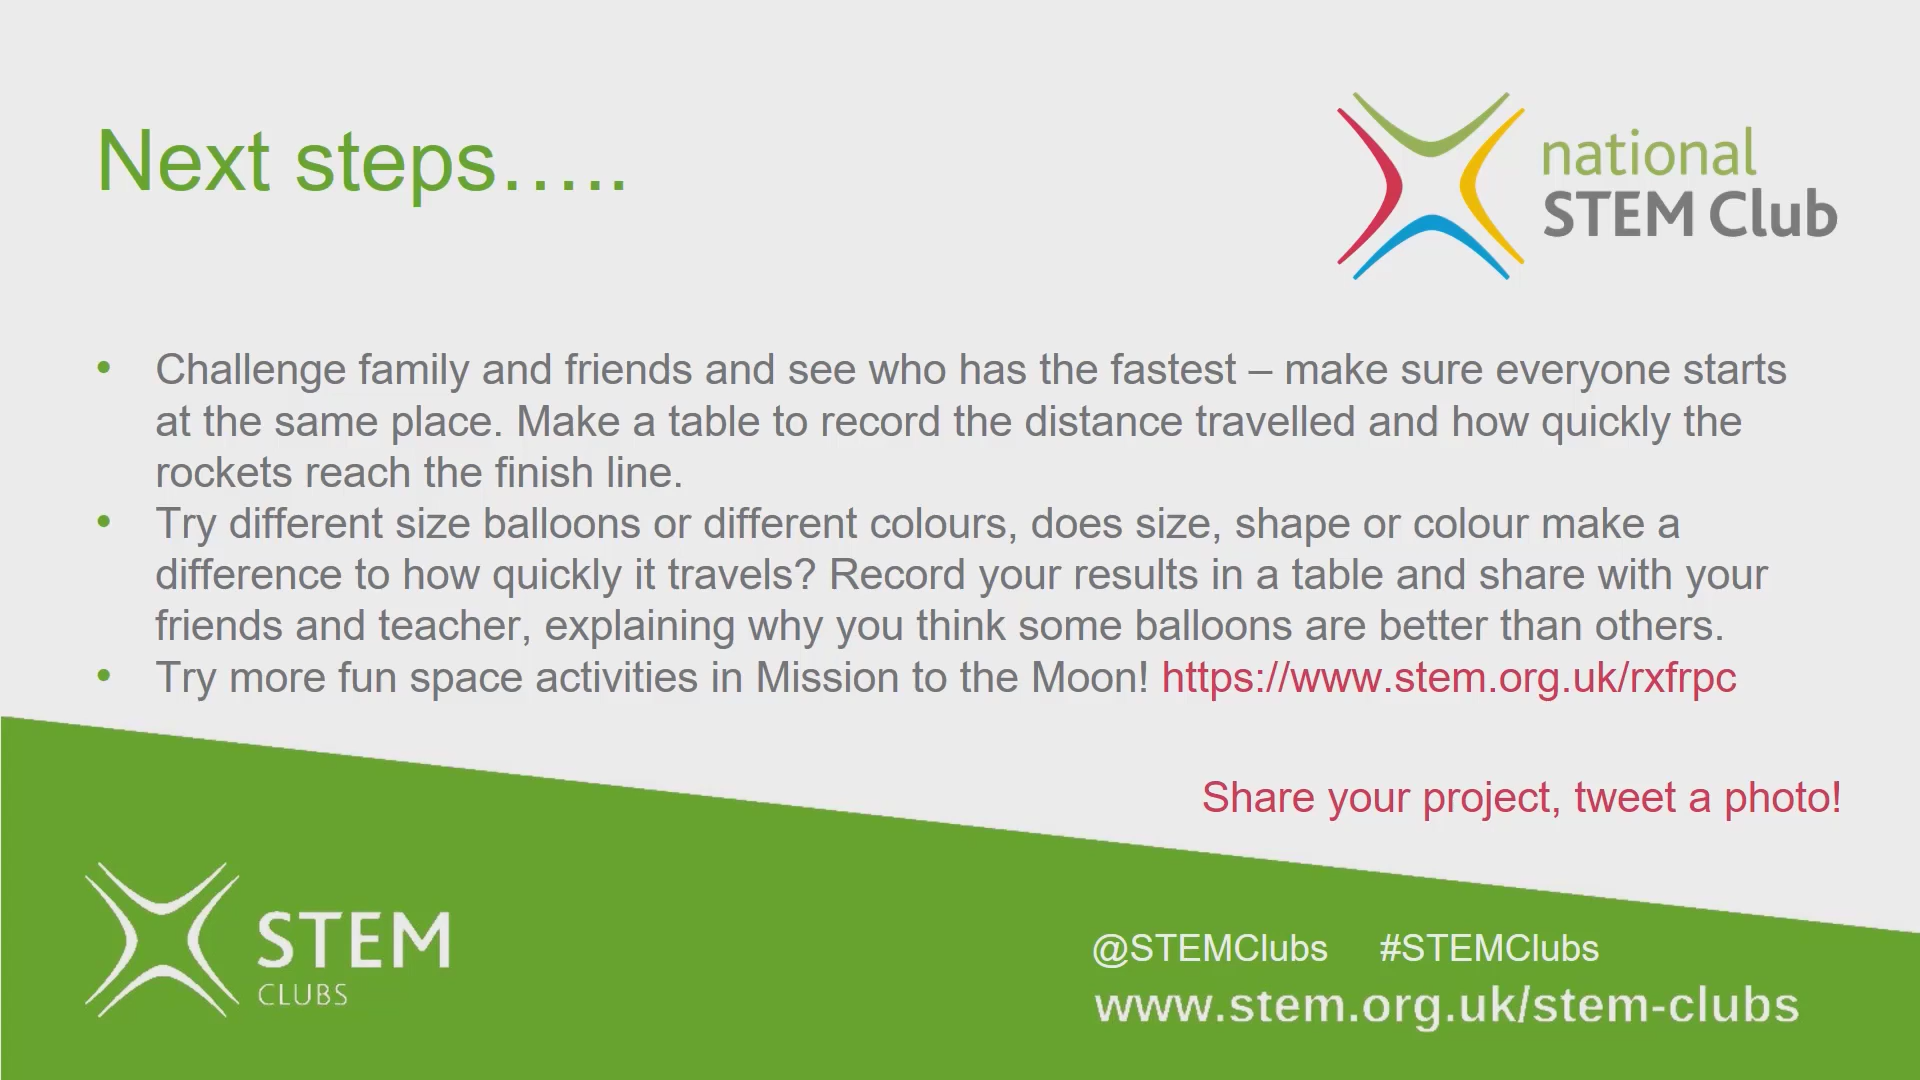 Next steps…..
national
STEM Club
• Challenge family and friends and see who has the fastest – make sure everyone starts
at the same place. Make a table to record the distance travelled and how quickly the
rockets reach the finish line.
• Try different size balloons or different colours, does size, shape or colour make a
difference to how quickly it travels? Record your results in a table and share with your
friends and teacher, explaining why you think some balloons are better than others.
• Try more fun space activities in Mission to the Moon! https://www.stem.org.uk/rxfrpc
Share your project, tweet a photo!
STEM
CLUBS
@STEMClubs #STEMClubs
www.stem.org.uk/stem-clubs